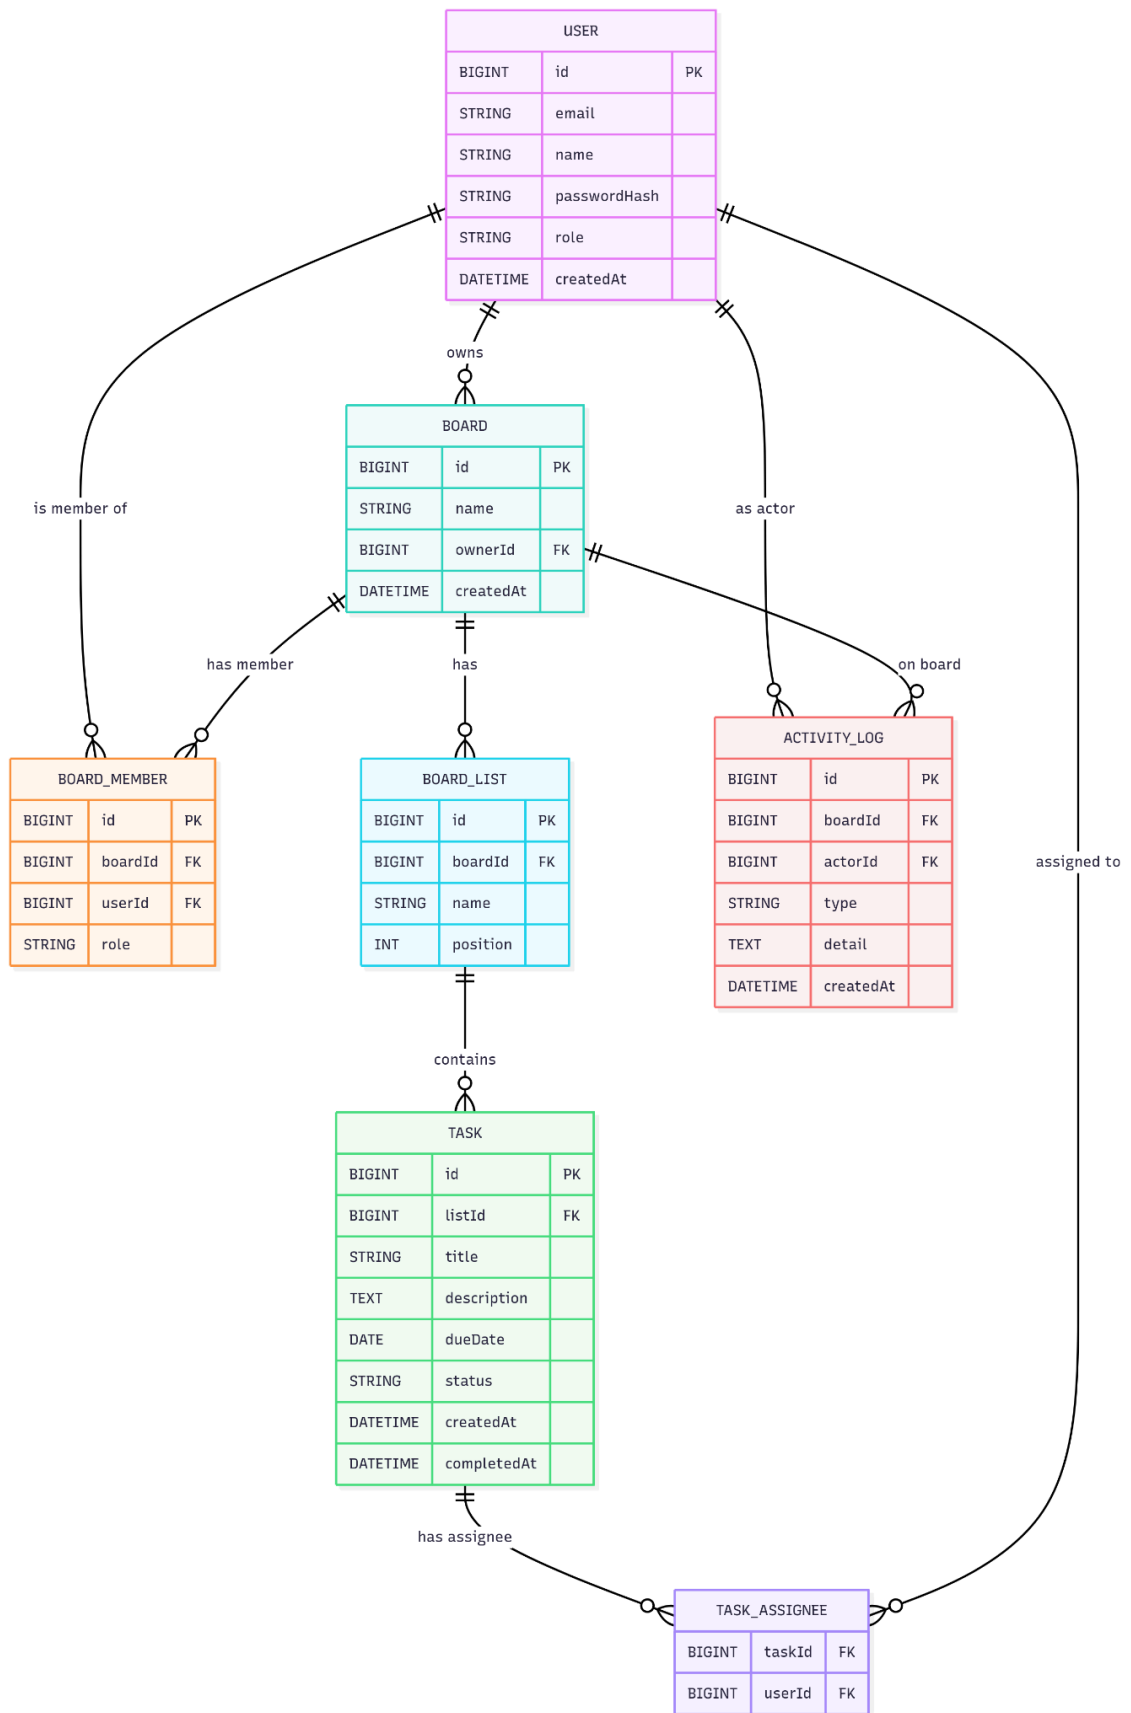 USER
BIGINT id PK
STRING email
STRING name
STRING passwordHash
STRING role
DATETIME createdAt
owns
BOARD
BIGINT id PK
STRING name
BIGINT ownerId FK
DATETIME createdAt
is member of
as actor
has member
has
on board
BOARD_MEMBER
BIGINT id PK
BIGINT boardId FK
BIGINT userId FK
STRING role
BOARD_LIST
BIGINT id PK
BIGINT boardId FK
STRING name
INT position
ACTIVITY_LOG
BIGINT id PK
BIGINT boardId FK
BIGINT actorId FK
STRING type
TEXT detail
DATETIME createdAt
assigned to
contains
TASK
BIGINT id PK
BIGINT listId FK
STRING title
TEXT description
DATE dueDate
STRING status
DATETIME createdAt
DATETIME completedAt
has assignee
TASK_ASSIGNEE
BIGINT taskId FK
BIGINT userId FK